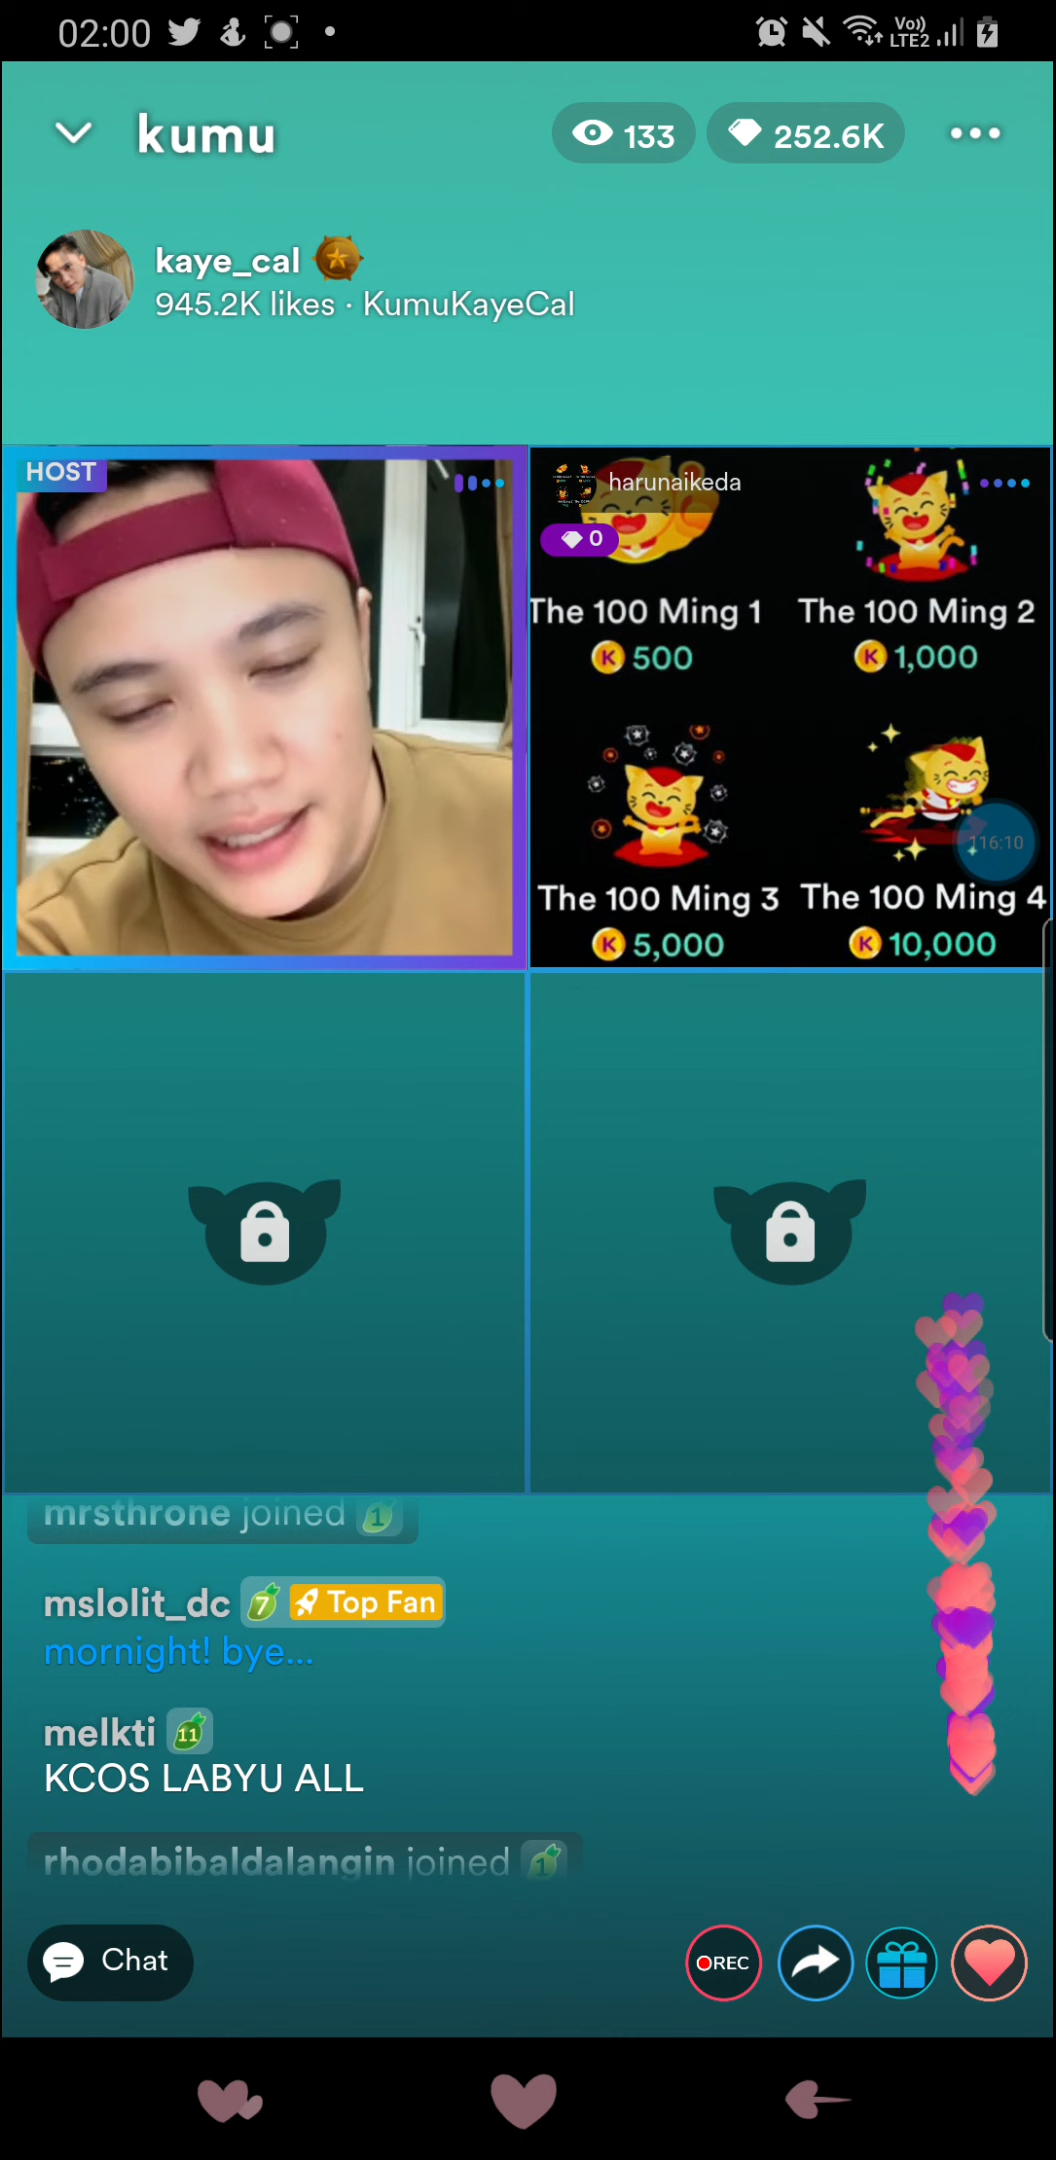 02:00
Vo)) LTE2
kumu
133
252.6K
kaye_cal
945.2K likes · KumuKayeCal
HOST
harunaikeda
0
The 100 Ming 1
500
The 100 Ming 2
1,000
The 100 Ming 3
5,000
The 100 Ming 4
10,000
116:10
mrsthrone joined 1
mslolit_dc 7 Top Fan
mornight! bye...
melkti 11
KCOS LABYU ALL
rhodabibaldalangin joined 1
Chat
REC